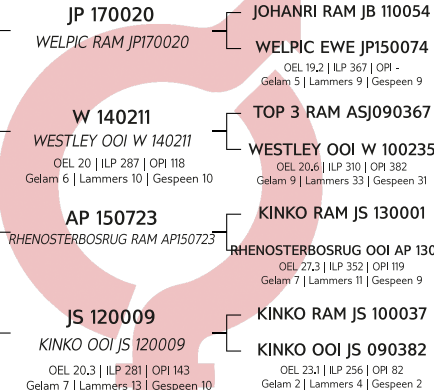 JP 170020
WELPIC RAM JP170020
W 140211
WESTLEY OOI W 140211
OEL 20 | ILP 287 | OPI 118
Gelam 6 | Lammers 10 | Gespeen 10
AP 150723
RHENOSTERBOSRUG RAM AP150723
JS 120009
KINKO OOI JS 120009
OEL 20.3 | ILP 281 | OPI 143
Gelam 7 | Lammers 13 | Gespeen 10
JOHANRI RAM JB 110054
WELPIC EWE JP150074
OEL 19.2 | ILP 367 | OPI -
Gelam 5 | Lammers 9 | Gespeen 9
TOP 3 RAM ASJ090367
WESTLEY OOI W 100235
OEL 20.6 | ILP 310 | OPI 382
Gelam 9 | Lammers 33 | Gespeen 31
KINKO RAM JS 130001
RHENOSTERBOSRUG OOI AP 130
OEL 27.3 | ILP 352 | OPI 119
Gelam 7 | Lammers 11 | Gespeen 9
KINKO RAM JS 100037
KINKO OOI JS 090382
OEL 23.1 | ILP 256 | OPI 82
Gelam 2 | Lammers 4 | Gespeen 2